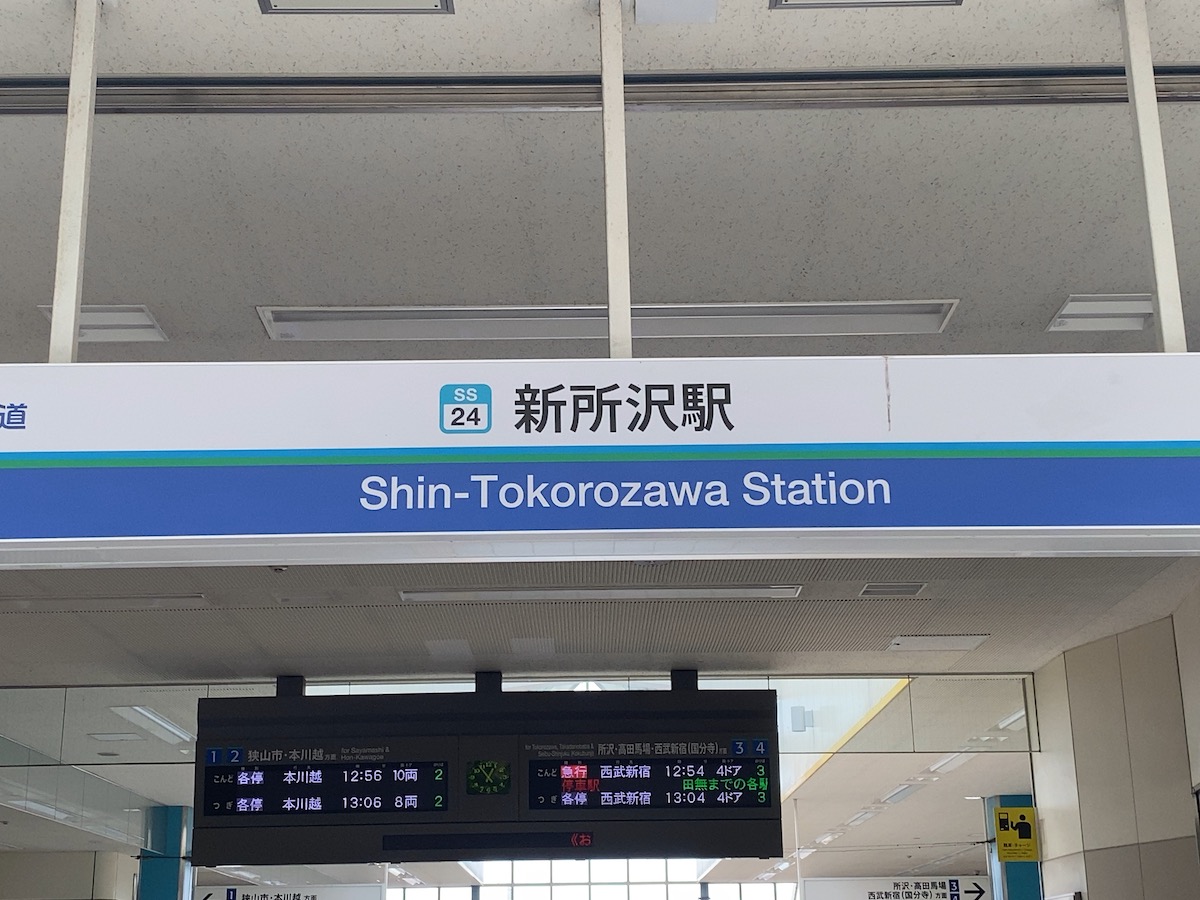 道
SS
24
新所沢駅
Shin-Tokorozawa Station
1 2 狭山市・本川越 方面 for Sayamashi & Hon-Kawagoe
こんど 各停 本川越 12:56 10両 2
つぎ 各停 本川越 13:06 8両 2
所沢・高田馬場・西武新宿(国分寺)方面 3 4
こんど 急行 西武新宿 12:54 4ドア 3
停車駅 田無までの各駅
つぎ 各停 西武新宿 13:04 4ドア 3
《お
1 狭山市・本川越 方面
所沢・高田馬場 3
西武新宿(国分寺)方面 4